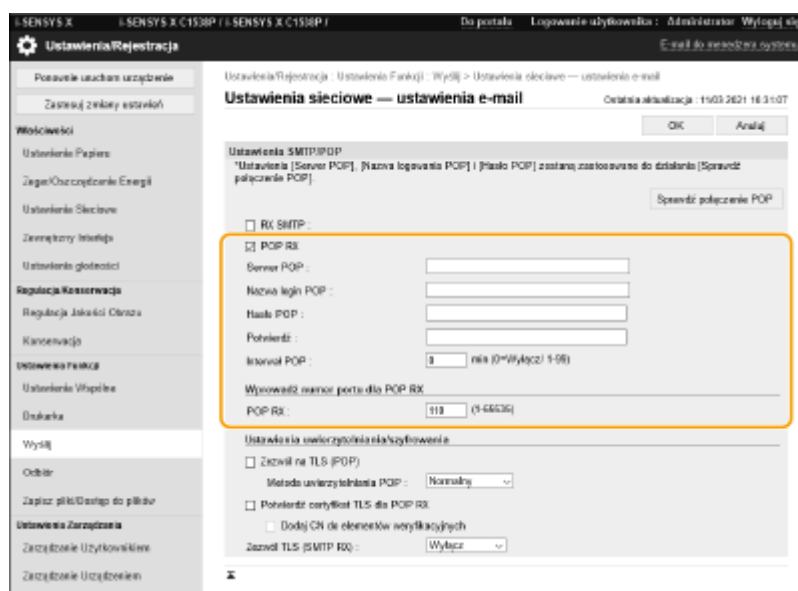 i-SENSYS X i-SENSYS X C1538P / i-SENSYS X C1538P / Do portalu Logowanie użytkownika : Administrator Wyloguj się
Ustawienia/Rejestracja E-mail do menedżera systemu
Ponownie uruchom urządzenie
Zastosuj zmiany ustawień
Właściwości
Ustawienia Papieru
Zegar/Oszczędzanie Energii
Ustawienia Sieciowe
Zewnętrzny Interfejs
Ustawienia głośności
Regulacja/Konserwacja
Regulacja Jakości Obrazu
Konserwacja
Ustawienia Funkcji
Ustawienia Wspólne
Drukarka
Wyślij
Odbiór
Zapisz pliki/Dostęp do plików
Ustawienia Zarządzania
Zarządzanie Użytkownikiem
Zarządzanie Urządzeniem
Ustawienia/Rejestracja : Ustawienia Funkcji : Wyślij > Ustawienia sieciowe — ustawienia e-mail
Ustawienia sieciowe — ustawienia e-mail Ostatnia aktualizacja : 11/03 2021 16:31:07
OK Anuluj
Ustawienia SMTP/POP
*Ustawienia [Serwer POP], [Nazwa logowania POP] i [Hasło POP] zostaną zastosowane do działania [Sprawdź
połączenie POP].
Sprawdź połączenie POP
RX SMTP :
POP RX
Serwer POP :
Nazwa login POP :
Hasło POP :
Potwierdź :
Interwał POP : 0 min (0=Wyłącz/ 1-99)
Wprowadź numer portu dla POP RX
POP RX : 110 (1-65535)
Ustawienia uwierzytelniania/szyfrowania
Zezwól na TLS (POP)
Metoda uwierzytelniania POP : Normalny
Potwierdź certyfikat TLS dla POP RX
Dodaj CN do elementów weryfikacyjnych
Zezwól TLS (SMTP RX) : Wyłącz